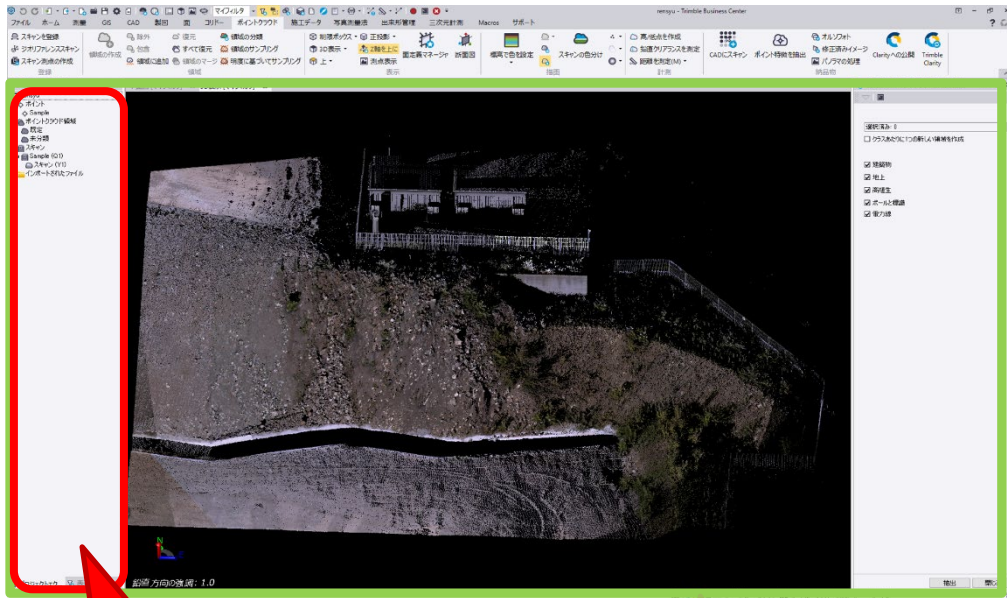 マイフィルタ
rensyu - Trimble Business Center
ファイル ホーム 測量 GIS CAD 製図 面 コリドー ポイントクラウド 施工データ 写真測量法 出来形管理 三次元計測 Macros サポート
スキャンを登録
ジオリファレンススキャン
スキャン測点の作成
登録
領域の作成
除外
包含
領域に追加
復元
すべて復元
領域のマージ
領域の分類
領域のサンプリング
精度に基づいてサンプリング
領域
制限ボックス
3D表示
上
正投影
Z軸を上に
測点表示
固定画マネージャ
断面図
表示
標高で色を設定
スキャンの色分け
描画
高/低点を作成
知道クリアランスを測定
距離を測定(M)
計測
CADにスキャン
ポイント特徴を抽出
オルソフォト
修正済みイメージ
パノラマの処理
Clarityへの公開
Trimble Clarity
納品物
ポイント
Sample
ポイントクラウド領域
既定
未分類
スキャン
Sample (Q1)
スキャン (Y1)
インポートされたファイル
選択済み: 0
クラスあたりに1つの新しい領域を作成
建築物
地上
高植生
ポールと標識
電力線
N
鉛直方向の強調: 1.0
抽出